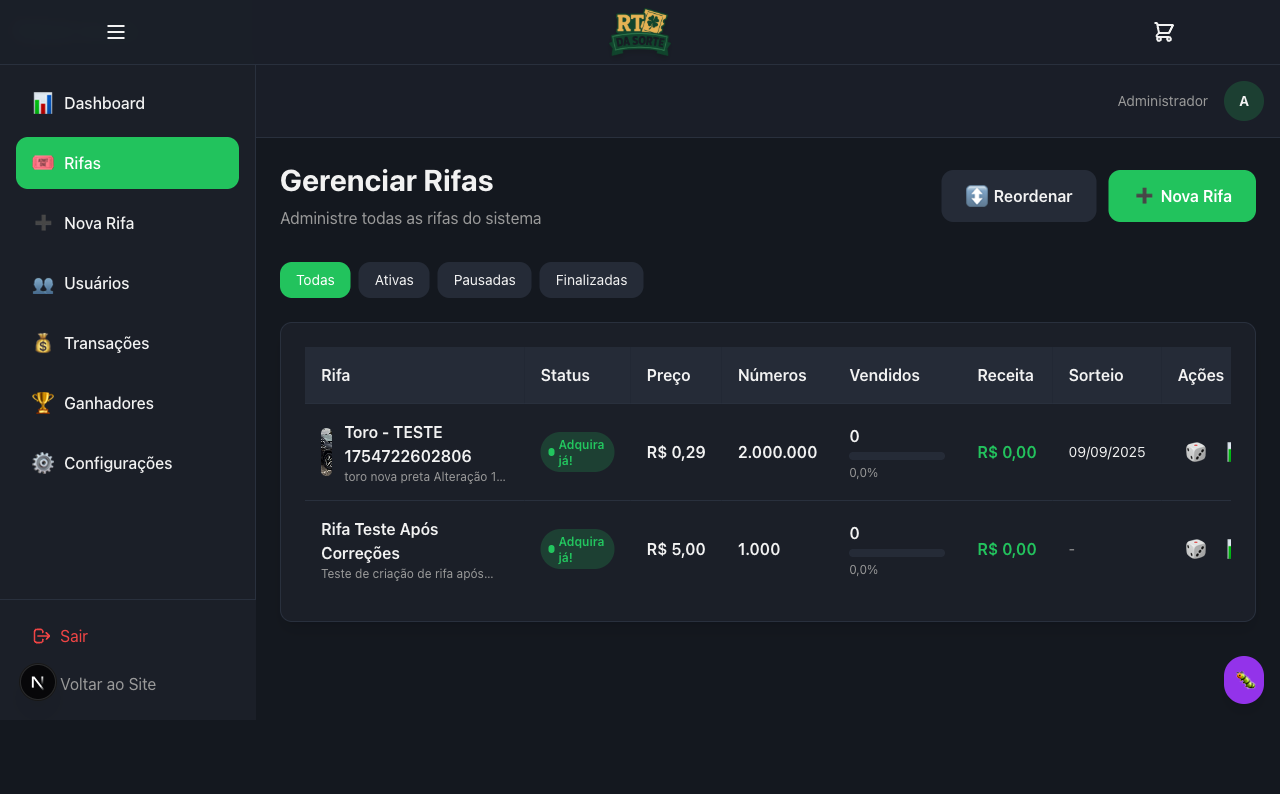 RT
DA SORTE
Dashboard
Rifas
Nova Rifa
Usuários
Transações
Ganhadores
Configurações
Sair
N
Voltar ao Site
Administrador
A
Gerenciar Rifas
Administre todas as rifas do sistema
Reordenar
Nova Rifa
Todas
Ativas
Pausadas
Finalizadas
Rifa
Status
Preço
Números
Vendidos
Receita
Sorteio
Ações
Toro - TESTE
1754722602806
toro nova preta Alteração 1...
Adquira
já!
R$ 0,29
2.000.000
0
0,0%
R$ 0,00
09/09/2025
Rifa Teste Após
Correções
Teste de criação de rifa após...
Adquira
já!
R$ 5,00
1.000
0
0,0%
R$ 0,00
-